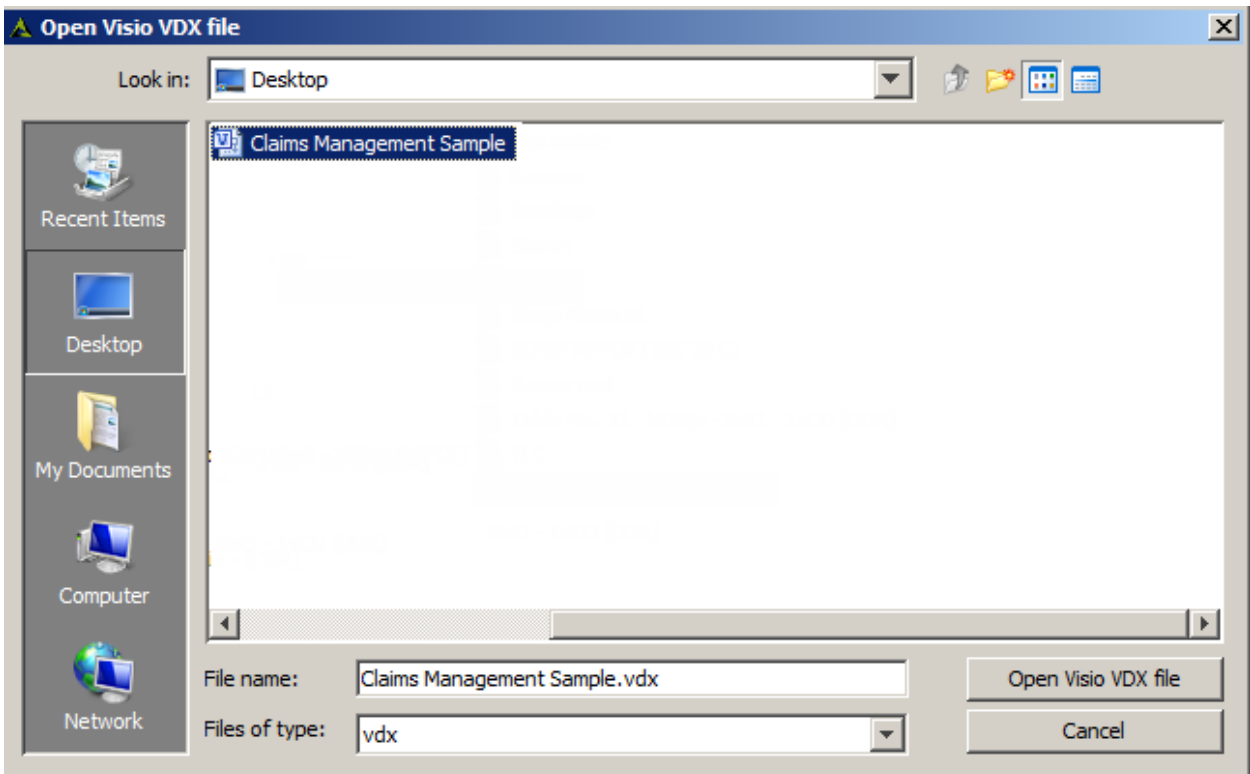 Open Visio VDX file
Look in: Desktop
Claims Management Sample
Recent Items
Desktop
My Documents
Computer
Network
File name: Claims Management Sample.vdx Open Visio VDX file
Files of type: vdx Cancel